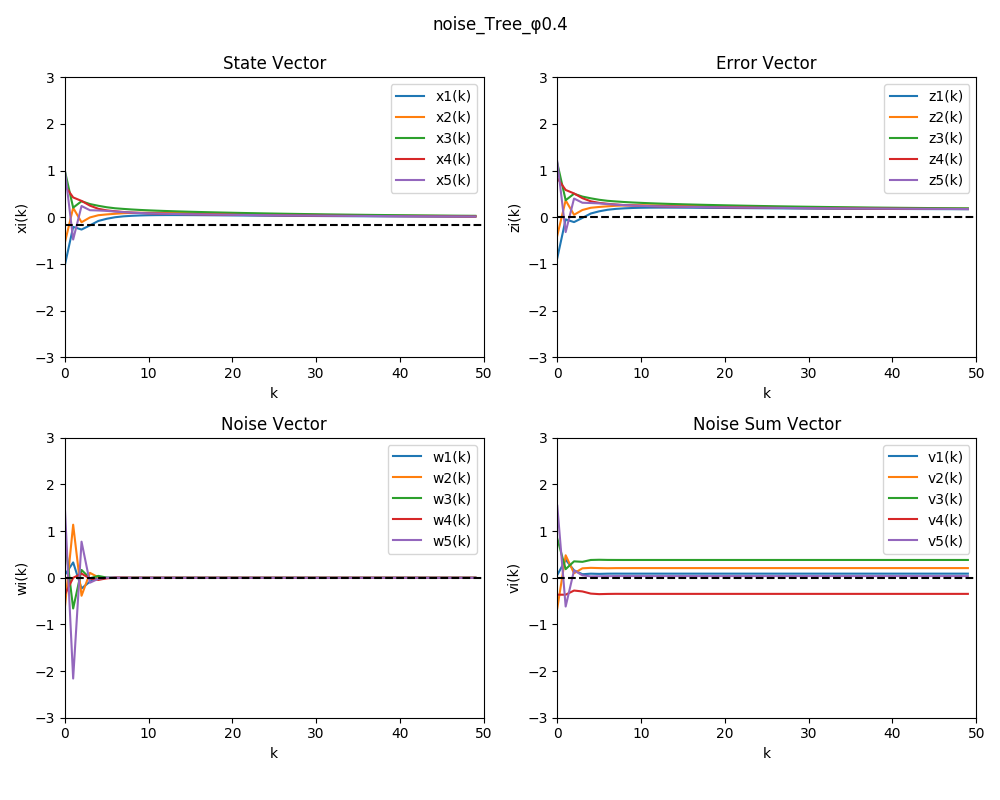 noise_Tree_φ0.4
State Vector
3
2
1
0
−1
−2
−3
xi(k)
x1(k)
x2(k)
x3(k)
x4(k)
x5(k)
0 10 20 30 40 50
k
Error Vector
3
2
1
0
−1
−2
−3
zi(k)
z1(k)
z2(k)
z3(k)
z4(k)
z5(k)
0 10 20 30 40 50
k
Noise Vector
3
2
1
0
−1
−2
−3
wi(k)
w1(k)
w2(k)
w3(k)
w4(k)
w5(k)
0 10 20 30 40 50
k
Noise Sum Vector
3
2
1
0
−1
−2
−3
vi(k)
v1(k)
v2(k)
v3(k)
v4(k)
v5(k)
0 10 20 30 40 50
k